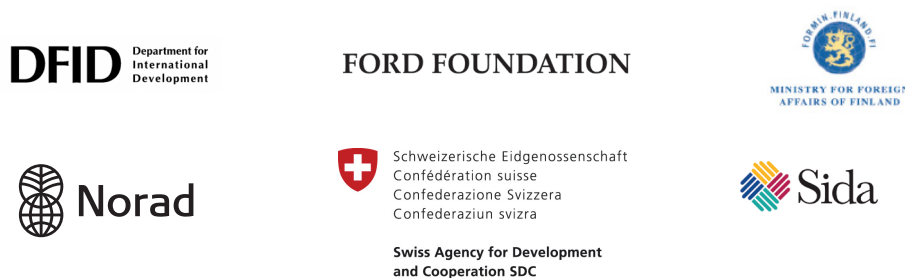 DFID
Department for
International
Development
FORD FOUNDATION
FORMIN.FINLAND.FI
MINISTRY FOR FOREIGN
AFFAIRS OF FINLAND
Norad
Schweizerische Eidgenossenschaft
Confédération suisse
Confederazione Svizzera
Confederaziun svizra
Swiss Agency for Development
and Cooperation SDC
Sida